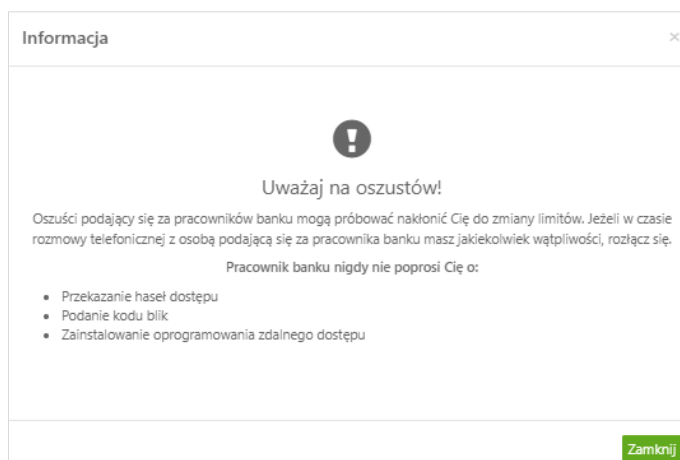 Informacja
×
Uważaj na oszustów!
Oszuści podający się za pracowników banku mogą próbować nakłonić Cię do zmiany limitów. Jeżeli w czasie
rozmowy telefonicznej z osobą podającą się za pracownika banku masz jakiekolwiek wątpliwości, rozłącz się.
Pracownik banku nigdy nie poprosi Cię o:
• Przekazanie haseł dostępu
• Podanie kodu blik
• Zainstalowanie oprogramowania zdalnego dostępu
Zamknij